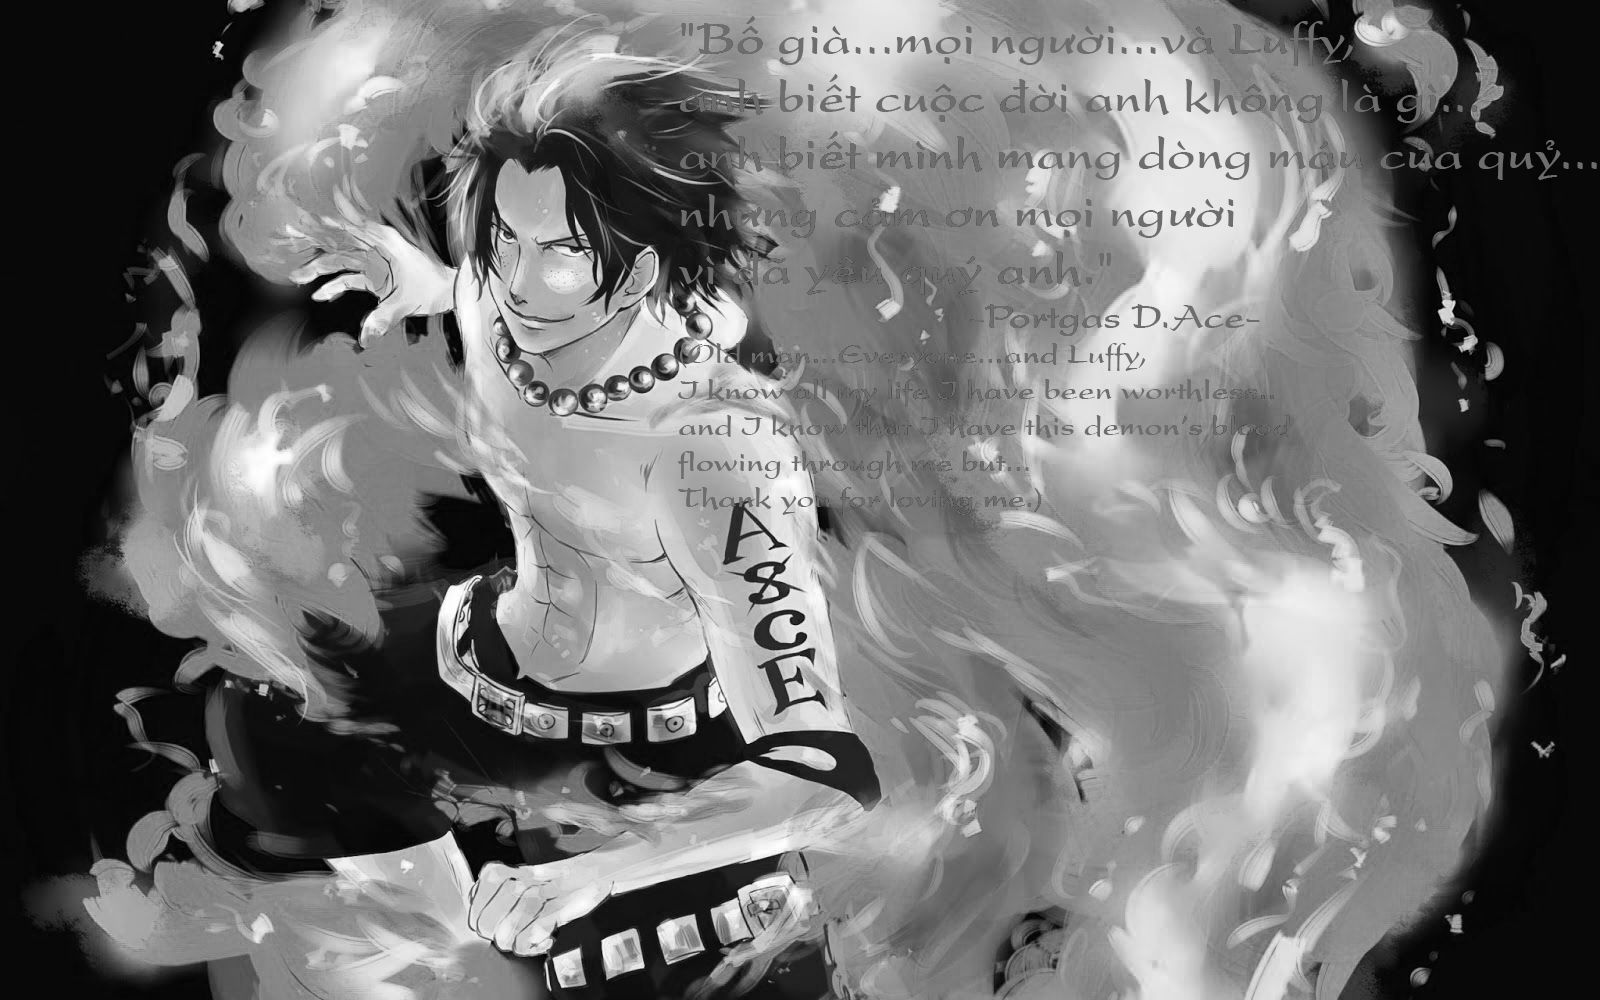 "Bố già...mọi người...và Luffy,
anh biết cuộc đời anh không là gì...
anh biết mình mang dòng máu của quỷ...
nhưng cảm ơn mọi người
vì đã yêu quý anh."
-Portgas D.Ace-
(Old man...Everyone...and Luffy,
I know all my life I have been worthless..
and I know that I have this demon's blood
flowing through me but...
Thank you for loving me.)
ASCE